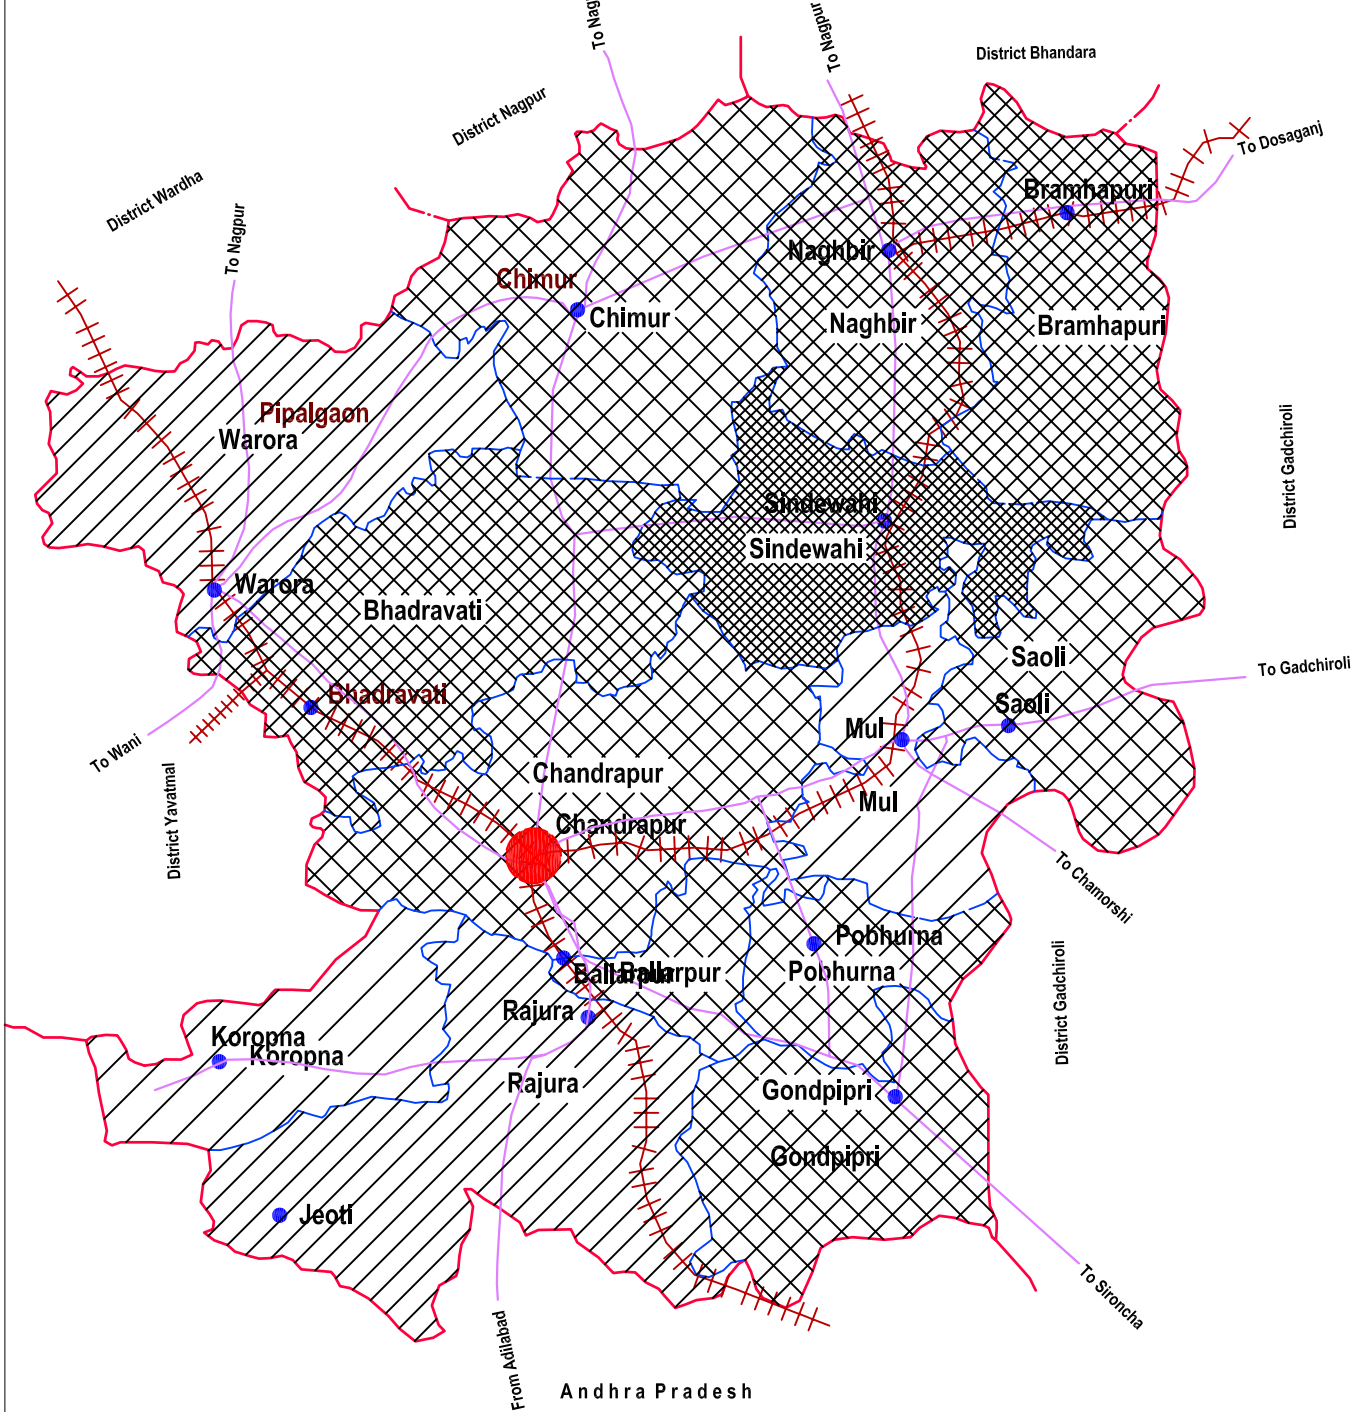 To Nag
To Nagpur
District Bhandara
District Nagpur
To Dosaganj
District Wardha
Bramhapuri
To Nagpur
Naghbir
Chimur
Chimur
Naghbir
Bramhapuri
Pipalgaon
Warora
District Gadchiroli
Sindewahi
Sindewahi
Warora
Bhadravati
Saoli
To Gadchiroli
Bhadravati
Saoli
Mul
To Wani
Chandrapur
Mul
District Yavatmal
Chandrapur
To Chamorshi
Pobhurna
Ballarpur
Ballarpur
Pobhurna
District Gadchiroli
Rajura
Koropna
Koropna
Rajura
Gondpipri
Gondpipri
Jeoti
To Sironcha
From Adilabad
Andhra Pradesh